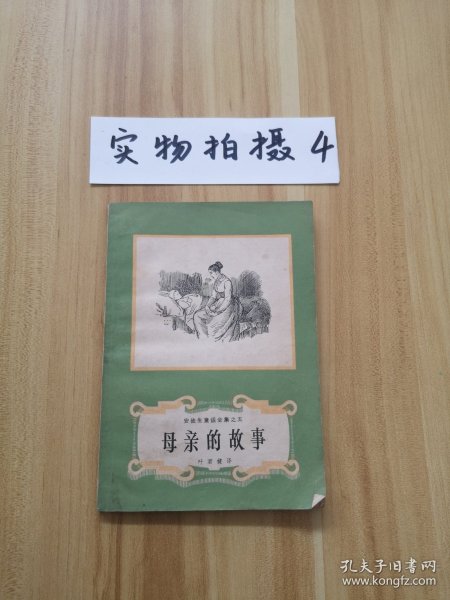 实物拍摄4
安徒生童话全集之五
母亲的故事
叶君健译
孔夫子旧书网
www.kongfz.com